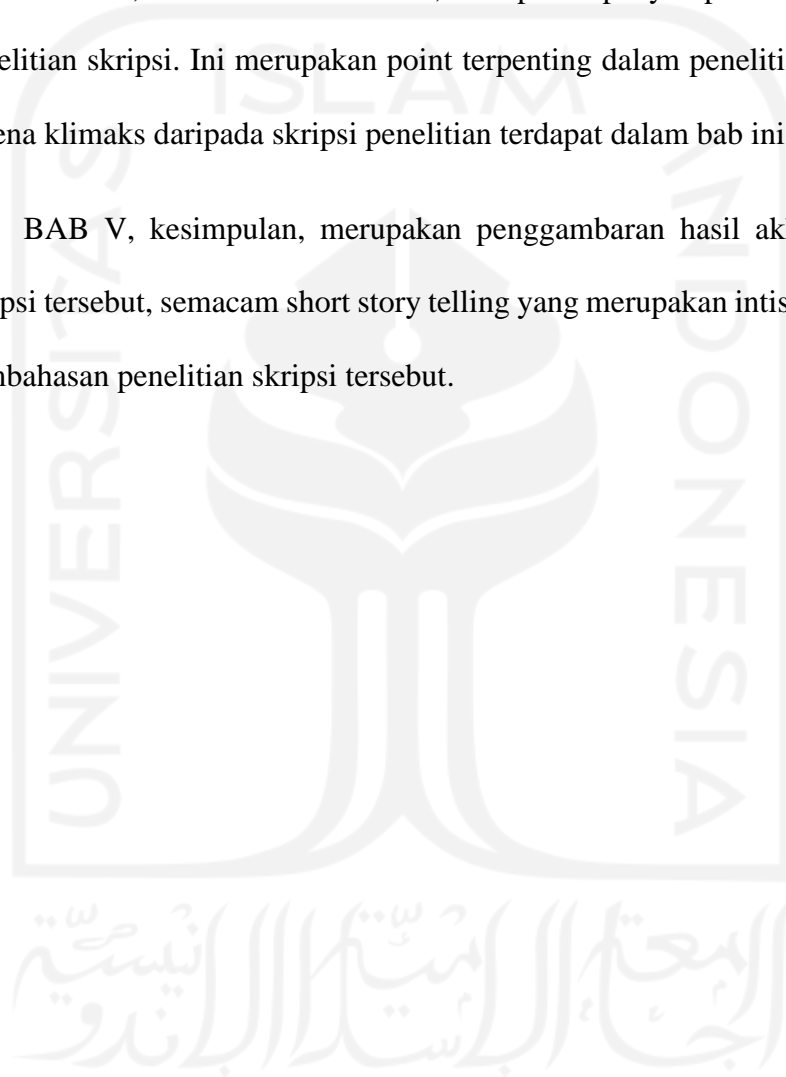 elitian skripsi. Ini merupakan point terpenting dalam peneliti
ena klimaks daripada skripsi penelitian terdapat dalam bab ini
BAB V, kesimpulan, merupakan penggambaran hasil ak
psi tersebut, semacam short story telling yang merupakan intis
nbahasan penelitian skripsi tersebut.
ISLAM
UNIVERSITAS
INDONESIA